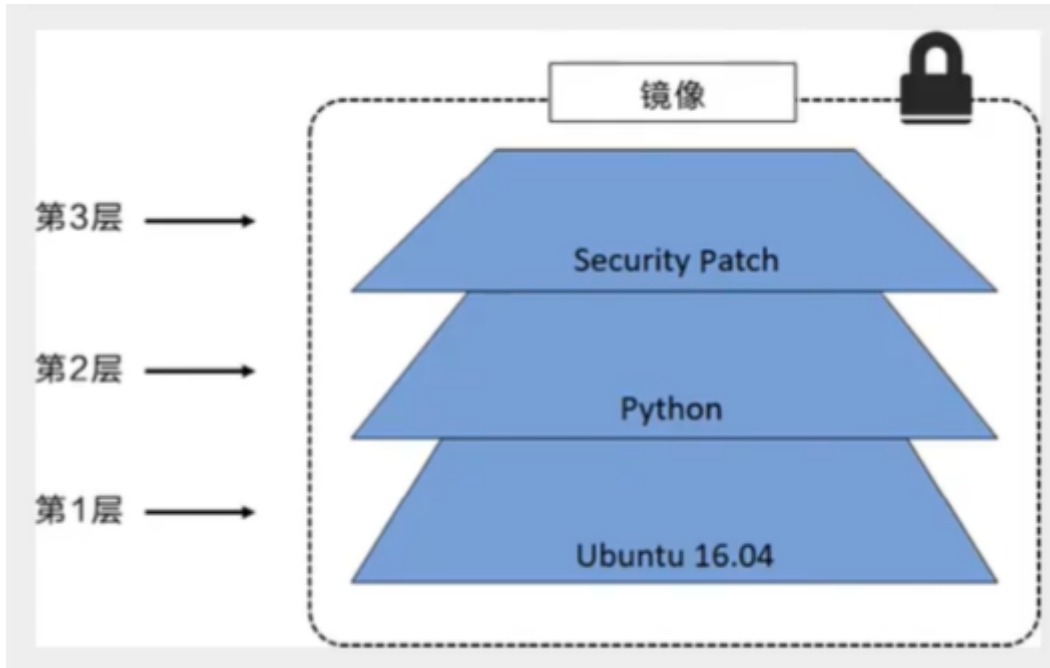 镜像
第3层
Security Patch
第2层
Python
第1层
Ubuntu 16.04